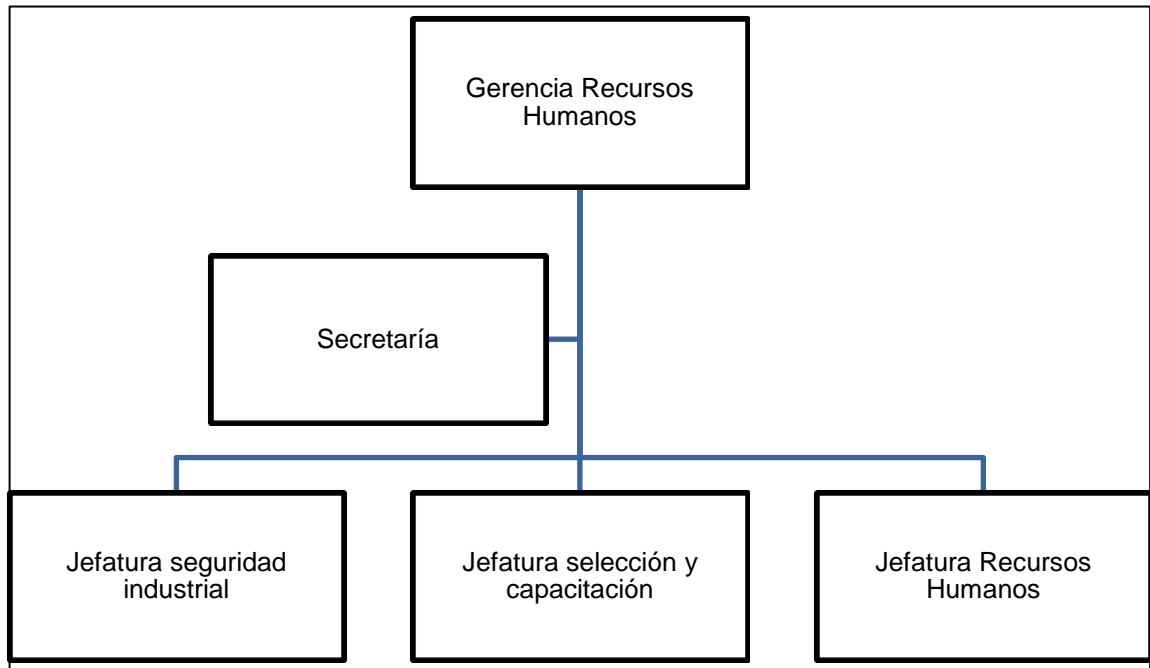 Gerencia Recursos
Humanos
Secretaría
Jefatura seguridad
industrial
Jefatura selección y
capacitación
Jefatura Recursos
Humanos